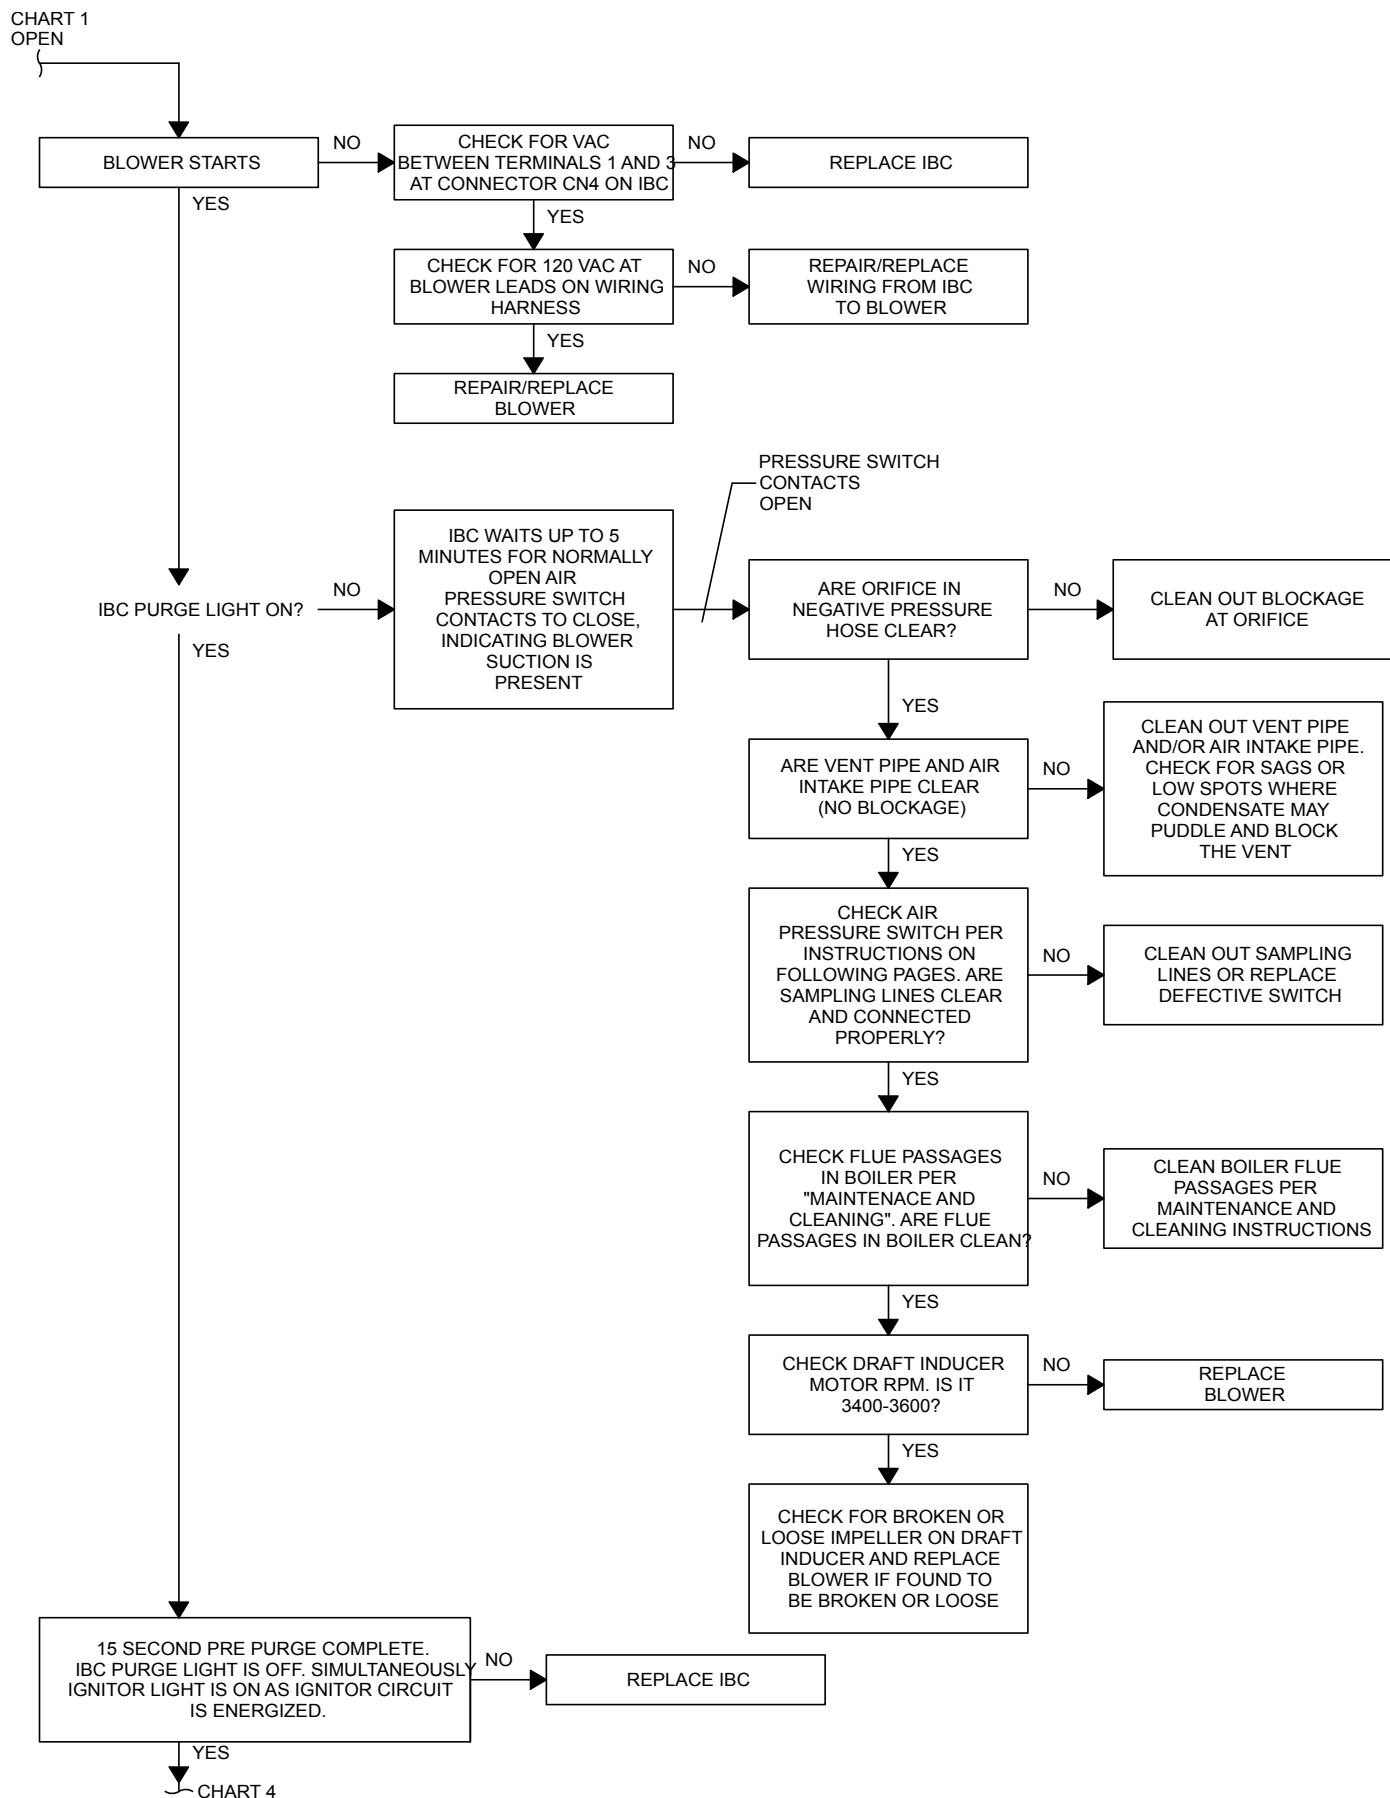 CHART 1
OPEN
BLOWER STARTS
NO
CHECK FOR VAC
BETWEEN TERMINALS 1 AND 3
AT CONNECTOR CN4 ON IBC
NO
REPLACE IBC
YES
YES
CHECK FOR 120 VAC AT
BLOWER LEADS ON WIRING
HARNESS
NO
REPAIR/REPLACE
WIRING FROM IBC
TO BLOWER
YES
REPAIR/REPLACE
BLOWER
PRESSURE SWITCH
CONTACTS
OPEN
IBC PURGE LIGHT ON?
NO
IBC WAITS UP TO 5
MINUTES FOR NORMALLY
OPEN AIR
PRESSURE SWITCH
CONTACTS TO CLOSE,
INDICATING BLOWER
SUCTION IS
PRESENT
ARE ORIFICE IN
NEGATIVE PRESSURE
HOSE CLEAR?
NO
CLEAN OUT BLOCKAGE
AT ORIFICE
YES
YES
ARE VENT PIPE AND AIR
INTAKE PIPE CLEAR
(NO BLOCKAGE)
NO
CLEAN OUT VENT PIPE
AND/OR AIR INTAKE PIPE.
CHECK FOR SAGS OR
LOW SPOTS WHERE
CONDENSATE MAY
PUDDLE AND BLOCK
THE VENT
YES
CHECK AIR
PRESSURE SWITCH PER
INSTRUCTIONS ON
FOLLOWING PAGES. ARE
SAMPLING LINES CLEAR
AND CONNECTED
PROPERLY?
NO
CLEAN OUT SAMPLING
LINES OR REPLACE
DEFECTIVE SWITCH
YES
CHECK FLUE PASSAGES
IN BOILER PER
"MAINTENACE AND
CLEANING". ARE FLUE
PASSAGES IN BOILER CLEAN?
NO
CLEAN BOILER FLUE
PASSAGES PER
MAINTENANCE AND
CLEANING INSTRUCTIONS
YES
CHECK DRAFT INDUCER
MOTOR RPM. IS IT
3400-3600?
NO
REPLACE
BLOWER
YES
CHECK FOR BROKEN OR
LOOSE IMPELLER ON DRAFT
INDUCER AND REPLACE
BLOWER IF FOUND TO
BE BROKEN OR LOOSE
15 SECOND PRE PURGE COMPLETE.
IBC PURGE LIGHT IS OFF. SIMULTANEOUSLY
IGNITOR LIGHT IS ON AS IGNITOR CIRCUIT
IS ENERGIZED.
NO
REPLACE IBC
YES
CHART 4